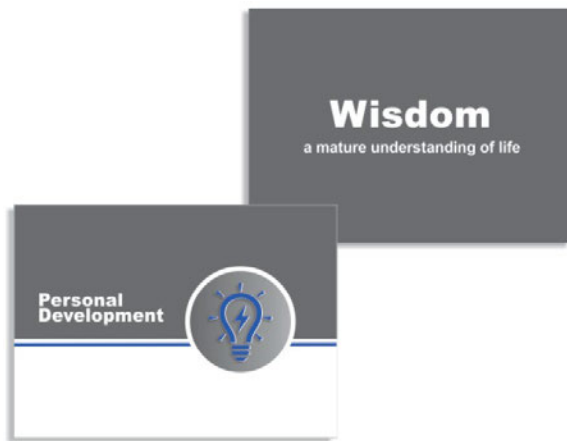 Wisdom
a mature understanding of life
Personal
Development